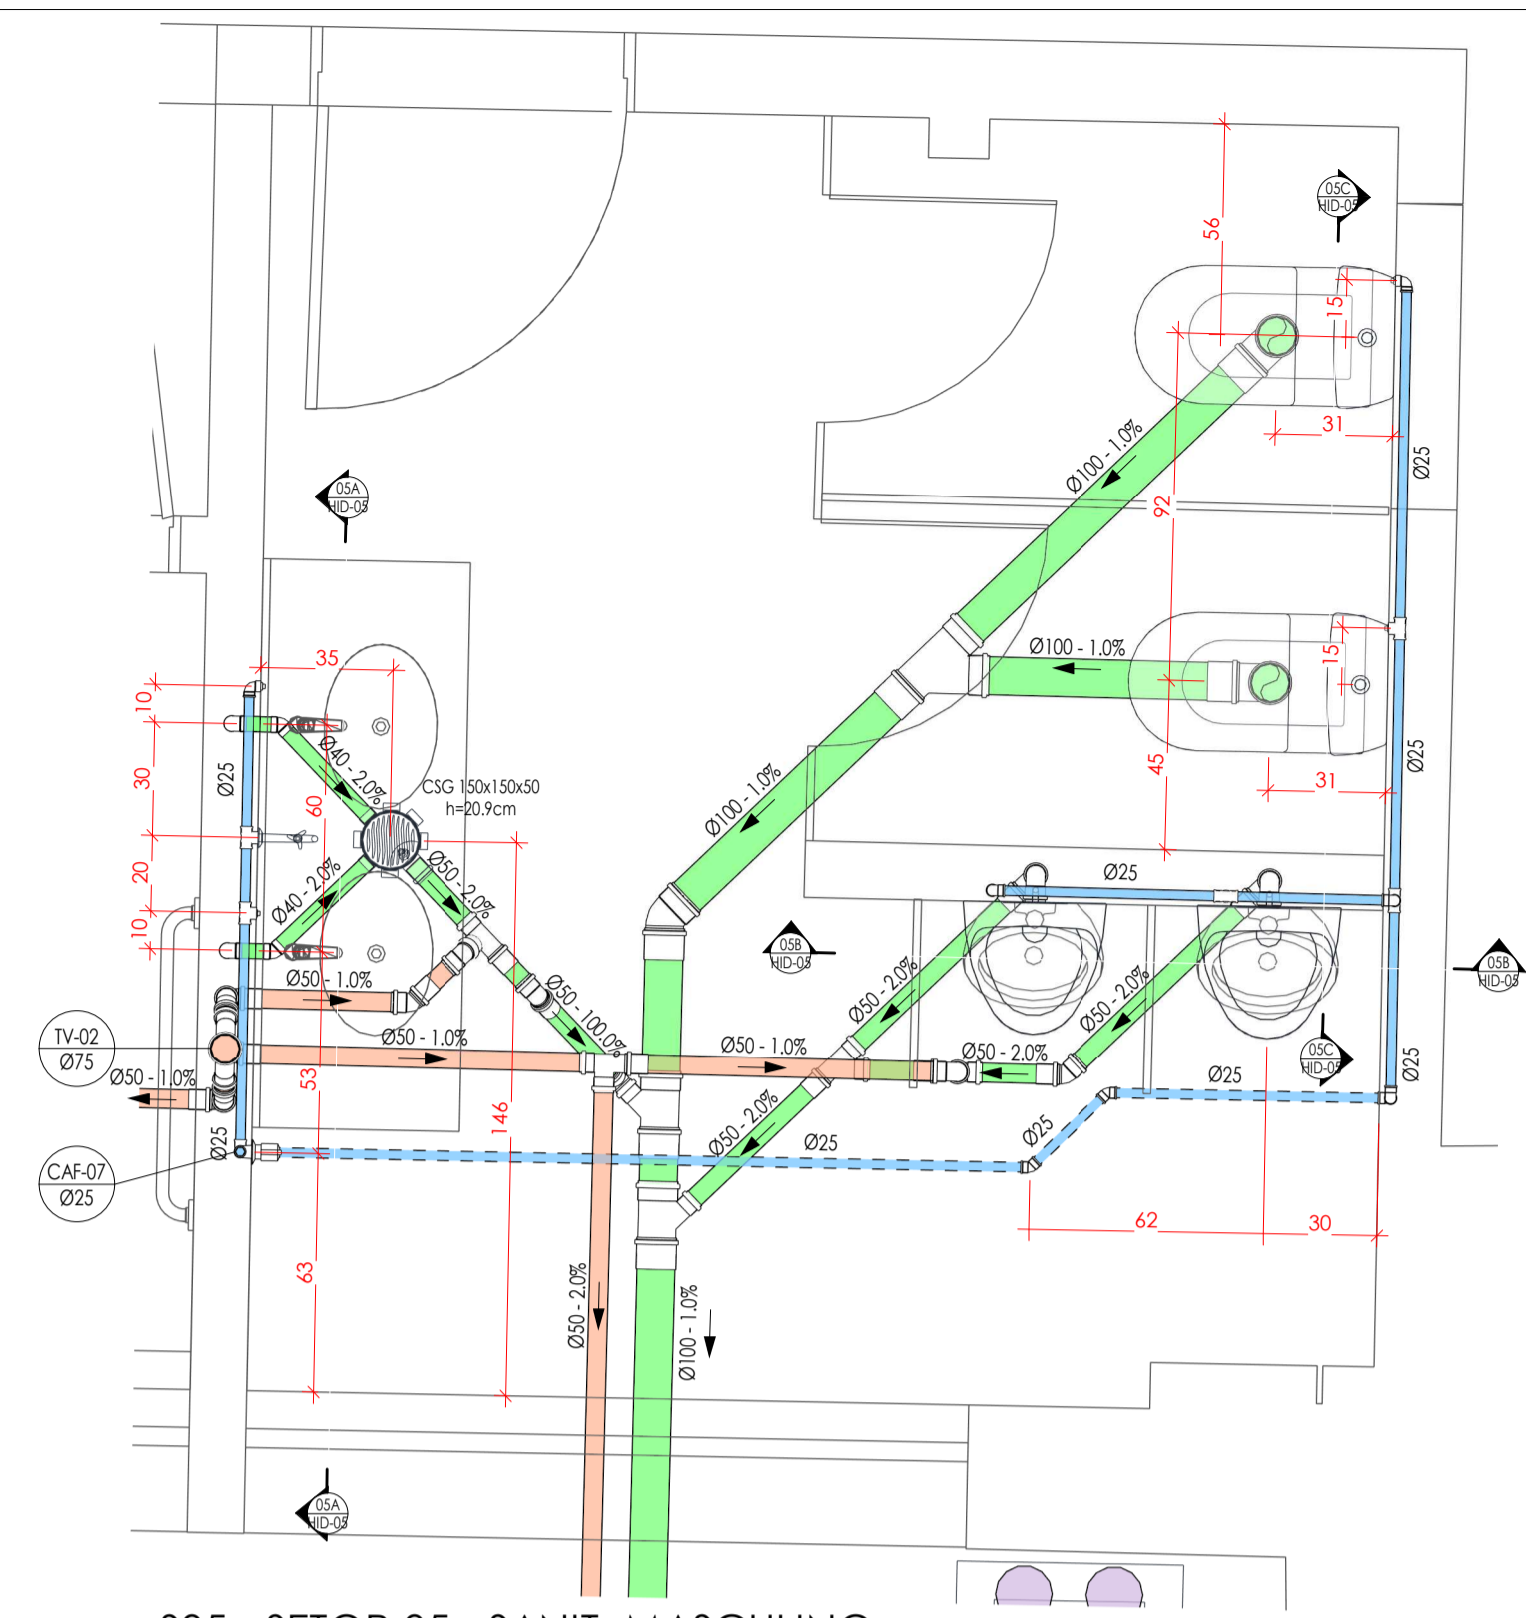 05C
HID-05
56
15
31
Ø25
Ø100 - 1.0%
92
05A
HID-05
Ø100 - 1.0%
15
35
10
Ø25
Ø40 - 2.0%
CSG 150x150x50
h=20.9cm
30
60
Ø100 - 1.0%
45
31
Ø25
20
Ø40 - 2.0%
Ø50 - 2.0%
Ø25
10
05B
HID-05
05B
HID-05
Ø50 - 1.0%
Ø50 - 100.0%
Ø50 - 2.0%
Ø50 - 2.0%
TV-02
Ø75
Ø50 - 1.0%
Ø50 - 1.0%
Ø50 - 2.0%
05C
HID-05
Ø25
Ø50 - 1.0%
53
146
Ø25
Ø25
Ø50 - 2.0%
Ø25
Ø25
CAF-07
Ø25
62
30
63
Ø50 - 2.0%
Ø100 - 1.0%
05A
HID-05